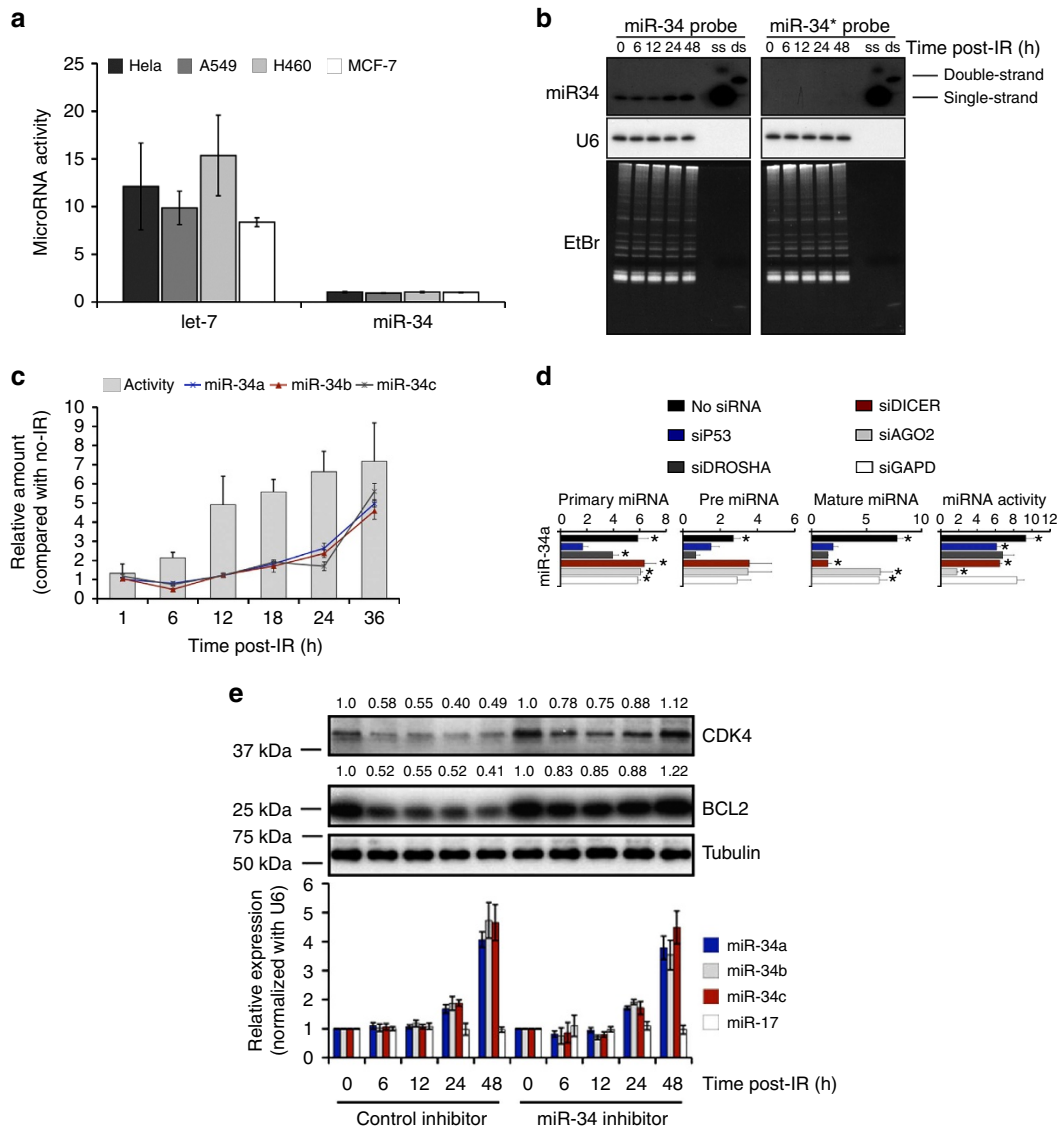 a
Hela A549 H460 MCF-7
MicroRNA activity
25
20
15
10
5
0
let-7 miR-34
b
miR-34 probe miR-34* probe
0 6 12 24 48 ss ds 0 6 12 24 48 ss ds Time post-IR (h)
miR34
Double-strand
Single-strand
U6
EtBr
c
Activity miR-34a miR-34b miR-34c
Relative amount
(compared with no-IR)
10
9
8
7
6
5
4
3
2
1
0
1 6 12 18 24 36
Time post-IR (h)
d
No siRNA siDICER
siP53 siAGO2
siDROSHA siGAPD
Primary miRNA Pre miRNA Mature miRNA miRNA activity
0 2 4 6 8 0 2 4 6 0 5 10 0 2 4 6 8 10 12
miR-34a
* * * *
* *
* * * *
* * *
* *
e
1.0 0.58 0.55 0.40 0.49 1.0 0.78 0.75 0.88 1.12
37 kDa CDK4
1.0 0.52 0.55 0.52 0.41 1.0 0.83 0.85 0.88 1.22
25 kDa BCL2
75 kDa
50 kDa Tubulin
Relative expression
(normalized with U6)
6
5
4
3
2
1
0
miR-34a
miR-34b
miR-34c
miR-17
0 6 12 24 48 0 6 12 24 48 Time post-IR (h)
Control inhibitor miR-34 inhibitor